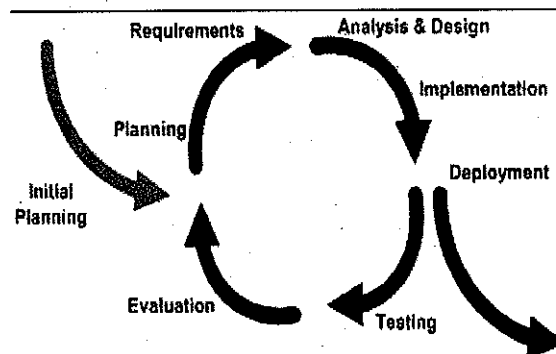 Requirements
Analysis & Design
Implementation
Planning
Deployment
Initial
Planning
Evaluation
Testing